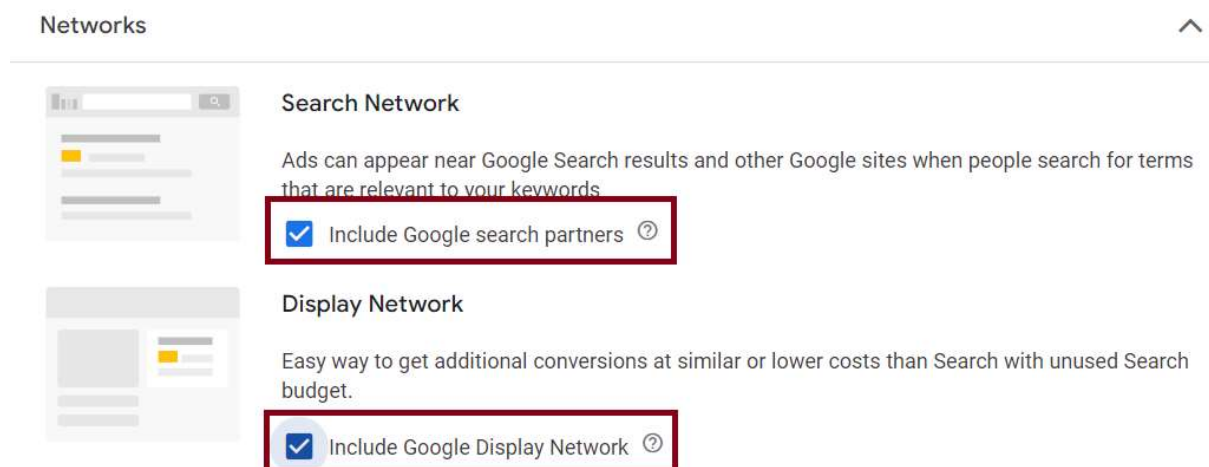 Networks
Search Network
Ads can appear near Google Search results and other Google sites when people search for terms
that are relevant to your keywords
Include Google search partners
Display Network
Easy way to get additional conversions at similar or lower costs than Search with unused Search
budget.
Include Google Display Network